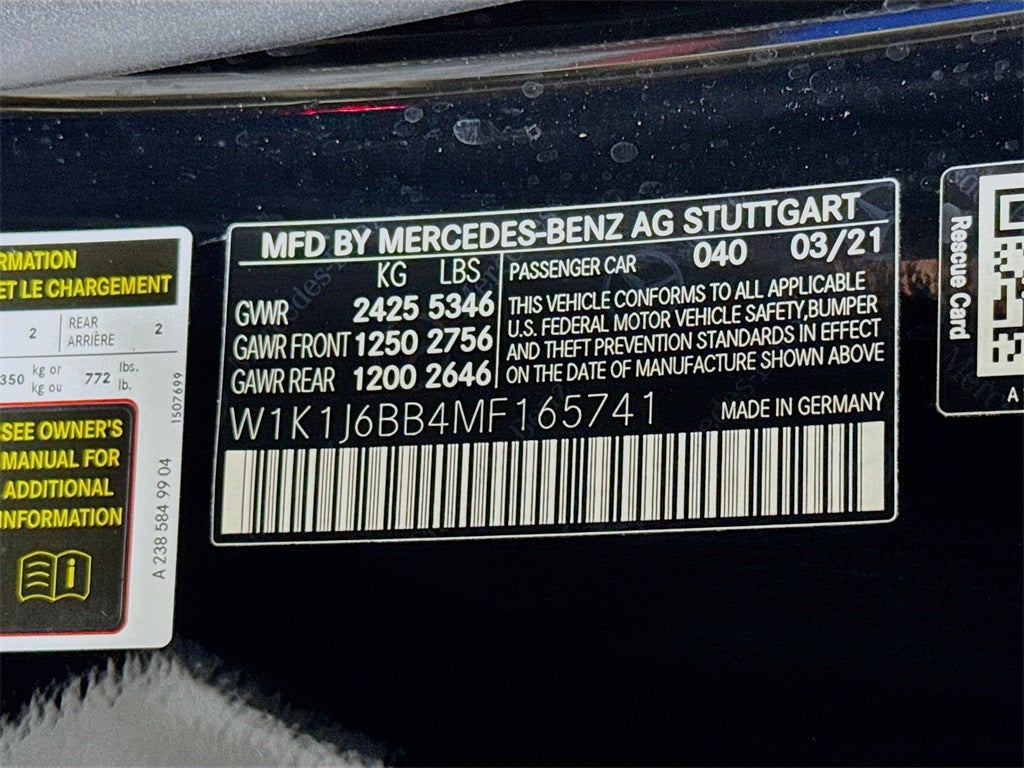 RMATION
ET LE CHARGEMENT
2 REAR ARRIÈRE 2
350 kg or kg ou 772 lbs. lb.
SEE OWNER'S
MANUAL FOR
ADDITIONAL
INFORMATION
i
1507699
A 238 584 99 04
MFD BY MERCEDES-BENZ AG STUTTGART
KG LBS
GVWR 2425 5346
GAWR FRONT 1250 2756
GAWR REAR 1200 2646
PASSENGER CAR 040 03/21
THIS VEHICLE CONFORMS TO ALL APPLICABLE
U.S. FEDERAL MOTOR VEHICLE SAFETY,BUMPER
AND THEFT PREVENTION STANDARDS IN EFFECT
ON THE DATE OF MANUFACTURE SHOWN ABOVE
W1K1J6BB4MF165741 MADE IN GERMANY
Rescue Card
A